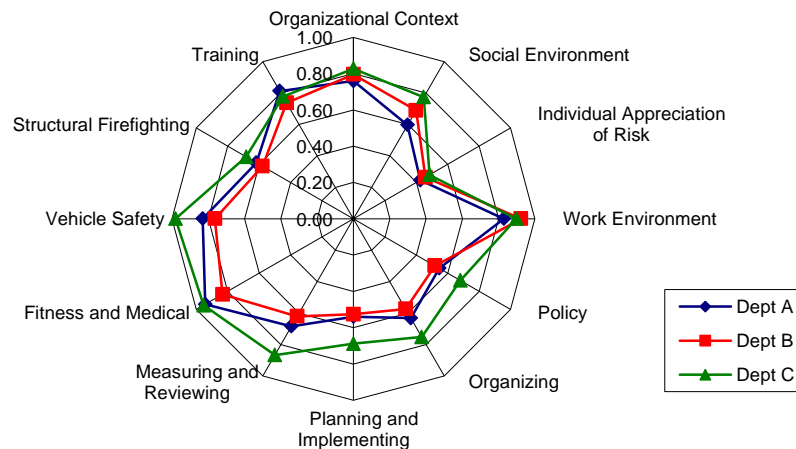 Organizational Context
1.00
Training
Social Environment
0.80
0.60
Structural Firefighting
Individual Appreciation
of Risk
0.40
0.20
Vehicle Safety
0.00
Work Environment
Fitness and Medical
Policy
Dept A
Dept B
Dept C
Measuring and
Reviewing
Organizing
Planning and
Implementing